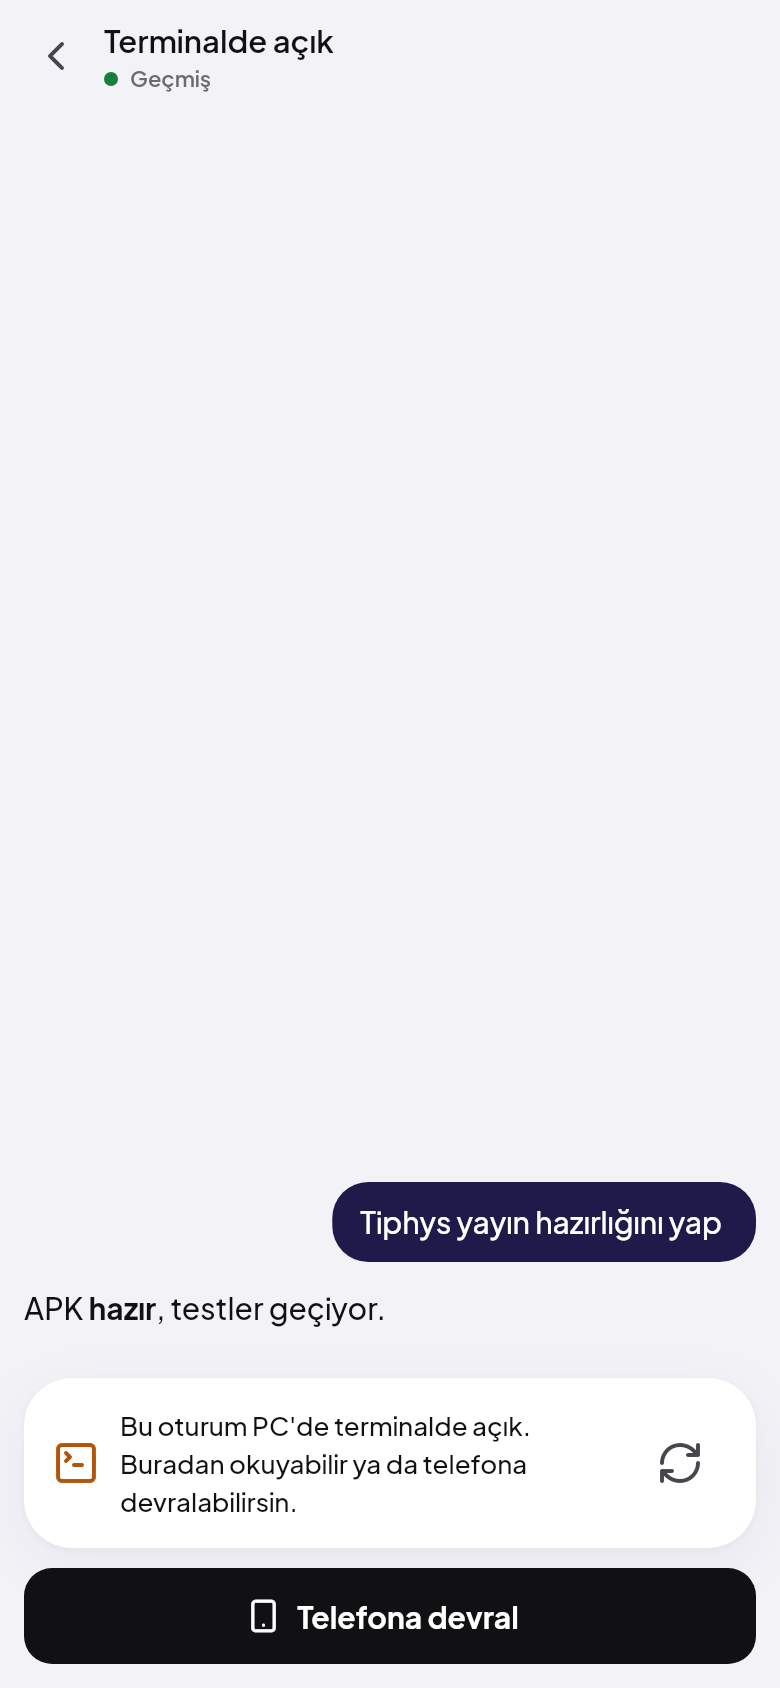 Terminalde açık
Geçmiş
Tiphys yayın hazırlığını yap
APK hazır, testler geçiyor.
Bu oturum PC'de terminalde açık.
Buradan okuyabilir ya da telefona
devralabilirsin.
Telefona devral